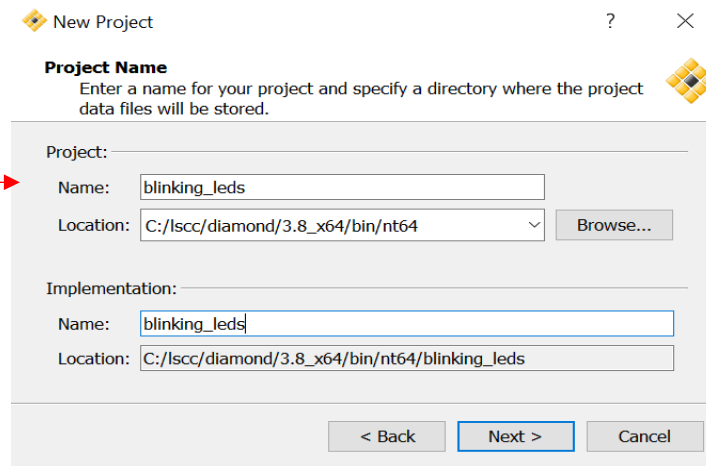 New Project
Project Name
Enter a name for your project and specify a directory where the project
data files will be stored.
Project:
Name: blinking_leds
Location: C:/lscc/diamond/3.8_x64/bin/nt64 Browse...
Implementation:
Name: blinking_leds
Location: C:/lscc/diamond/3.8_x64/bin/nt64/blinking_leds
< Back Next > Cancel